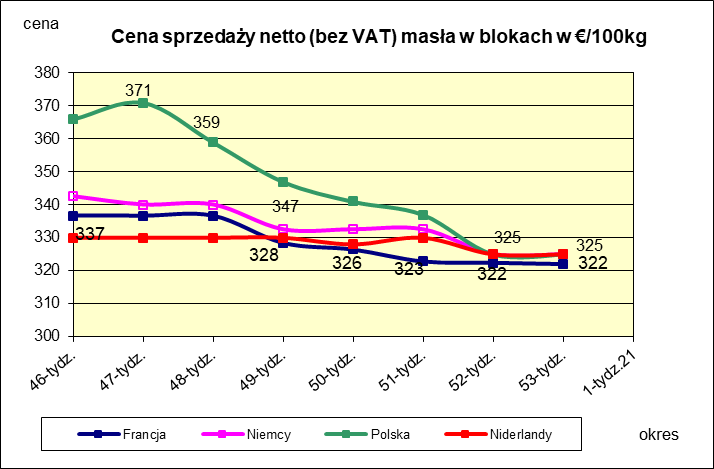 cena
Cena sprzedaży netto (bez VAT) masła w blokach w €/100kg
380
370
360
350
340
330
320
310
300
371
359
347
337
328
326
323
325
322
325
322
46-tydz.
47-tydz.
48-tydz.
49-tydz.
50-tydz.
51-tydz.
52-tydz.
53-tydz.
1-tydz.21
Francja
Niemcy
Polska
Niderlandy
okres